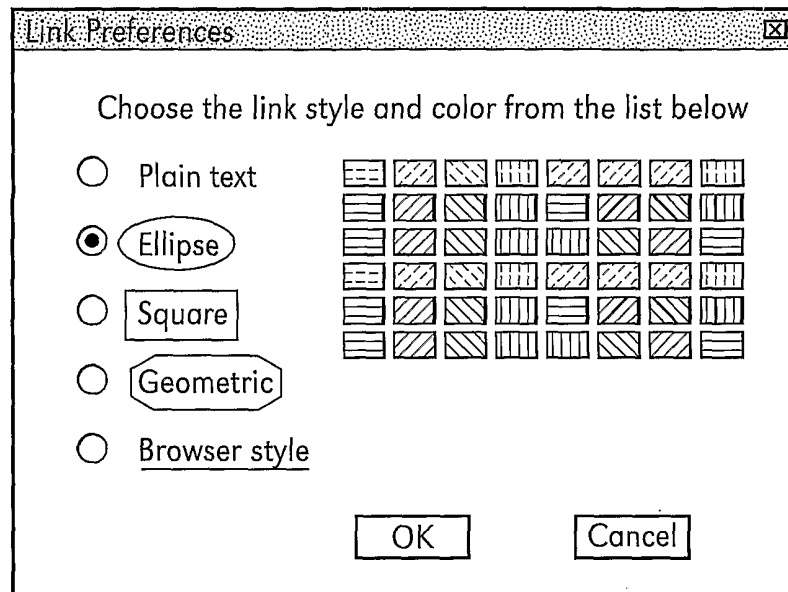 Link Preferences
Choose the link style and color from the list below
Plain text
Ellipse
Square
Geometric
Browser style
OK
Cancel